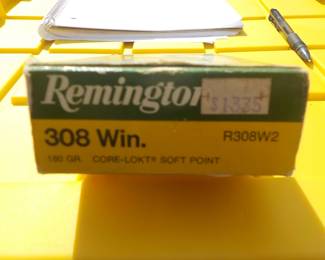 Remington
$13.35
308 Win.
R308W2
180 GR. CORE-LOKT® SOFT POINT